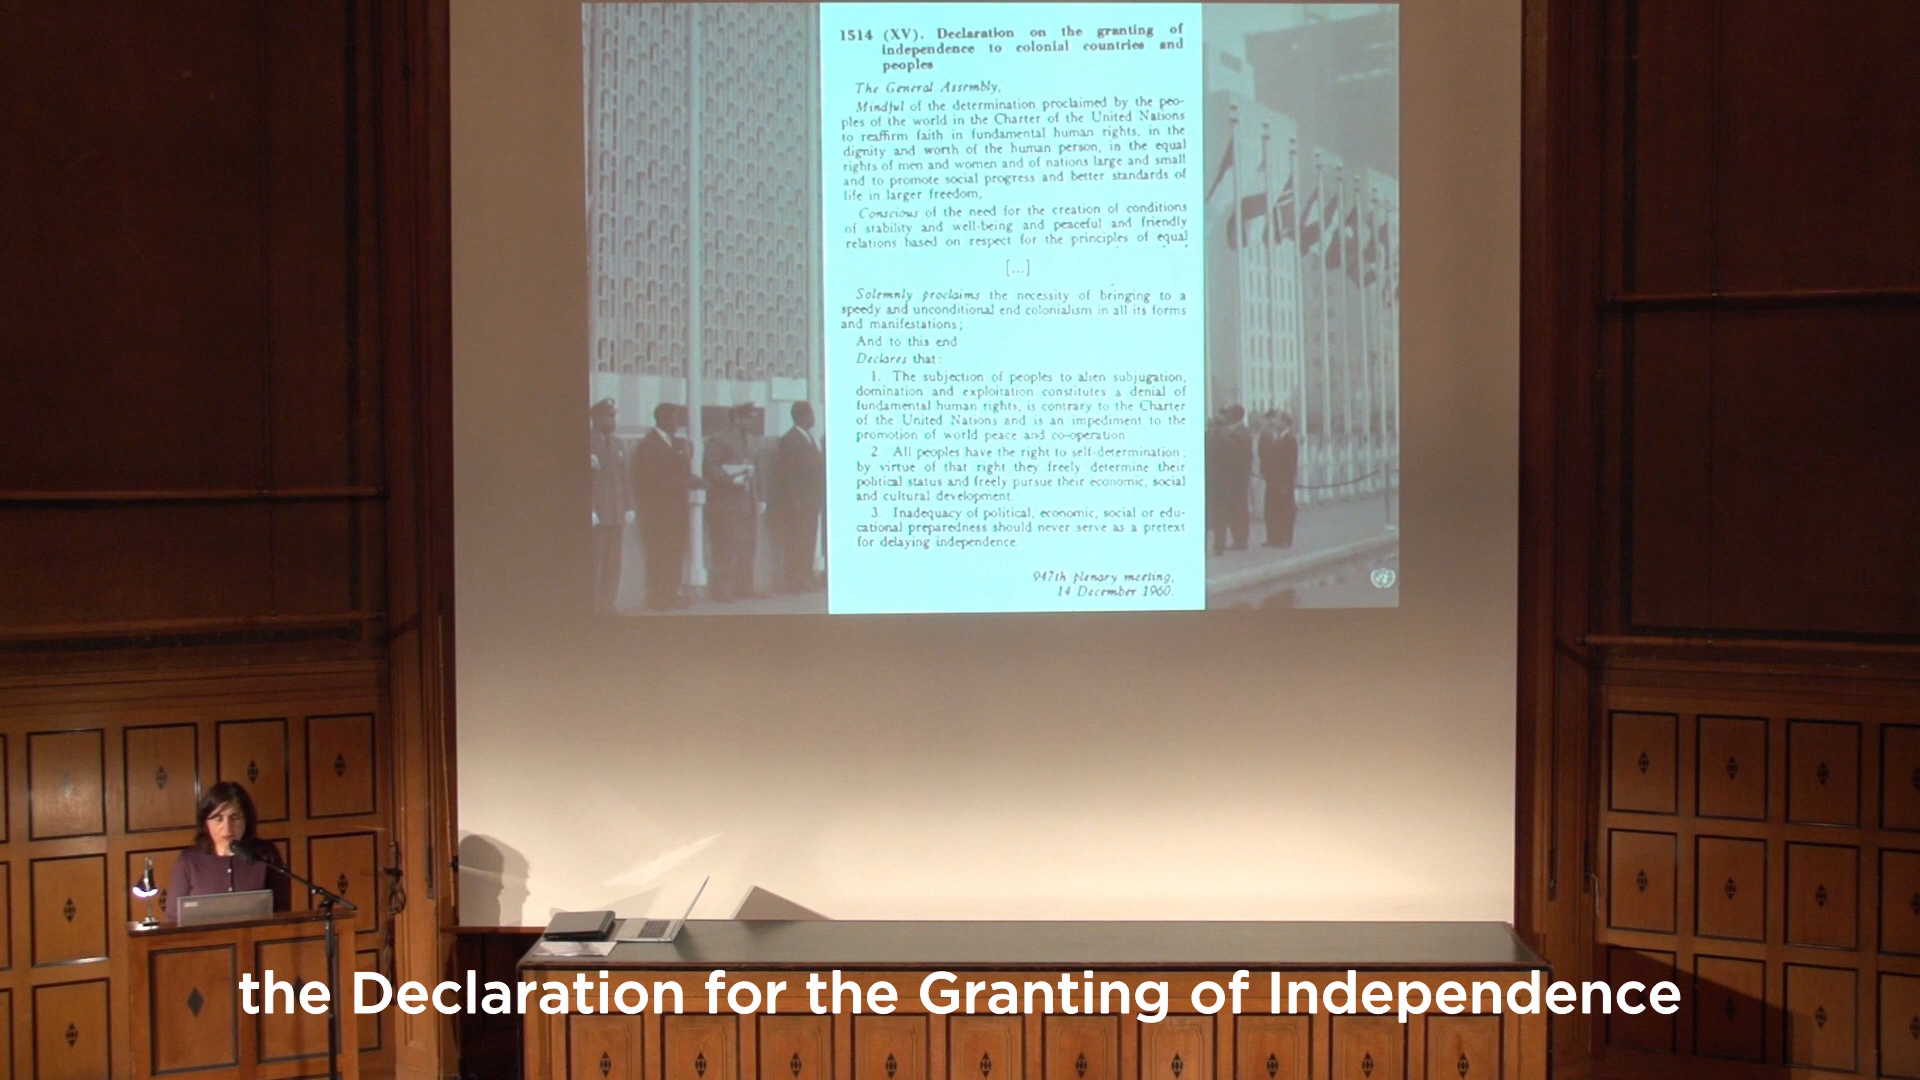 1514 (XV). Declaration on the granting of
independence to colonial countries and
peoples
The General Assembly,
Mindful of the determination proclaimed by the peo-
ples of the world in the Charter of the United Nations
to reaffirm faith in fundamental human rights, in the
dignity and worth of the human person, in the equal
rights of men and women and of nations large and small
and to promote social progress and better standards of
life in larger freedom,
Conscious of the need for the creation of conditions
of stability and well-being and peaceful and friendly
relations based on respect for the principles of equal
[...]
Solemnly proclaims the necessity of bringing to a
speedy and unconditional end colonialism in all its forms
and manifestations;
And to this end
Declares that:
1. The subjection of peoples to alien subjugation,
domination and exploitation constitutes a denial of
fundamental human rights, is contrary to the Charter
of the United Nations and is an impediment to the
promotion of world peace and co-operation
2. All peoples have the right to self-determination;
by virtue of that right they freely determine their
political status and freely pursue their economic, social
and cultural development.
3. Inadequacy of political, economic, social or edu-
cational preparedness should never serve as a pretext
for delaying independence.
947th plenary meeting,
14 December 1960.
the Declaration for the Granting of Independence